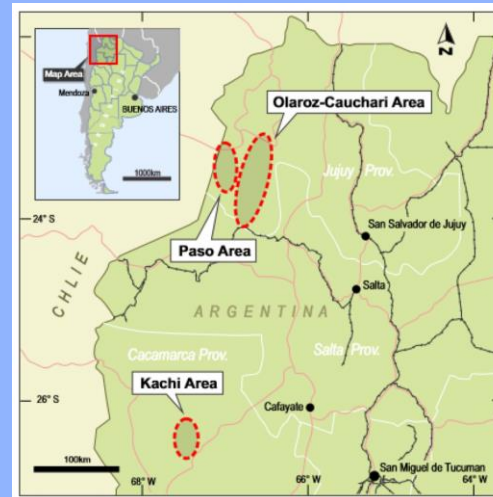 Map Area
Mendoza
BUENOS AIRES
1000km
N
Olaroz-Cauchari Area
Jujuy Prov.
24° S
San Salvador de Jujuy
Paso Area
CHLIE
Salta
ARGENTINA
Cacamarca Prov.
Salta Prov.
Kachi Area
26° S
Cafayate
100km
San Miguel de Tucuman
68° W
66° W
64° W